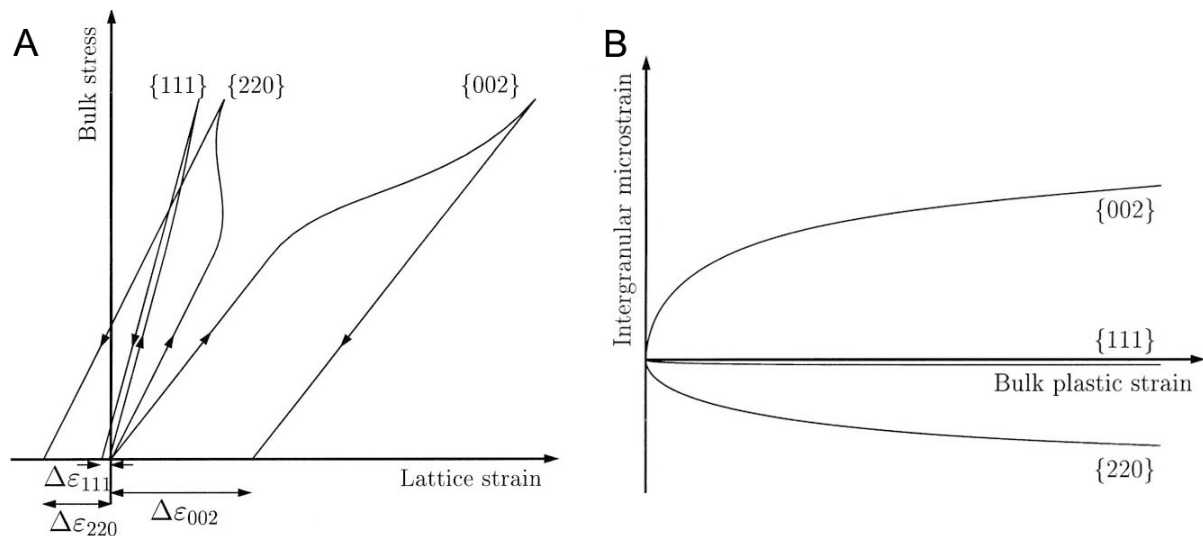 A
Bulk stress
{111}
{220}
{002}
Lattice strain
Δε111
Δε220
Δε002
B
Intergranular microstrain
{002}
{111}
Bulk plastic strain
{220}